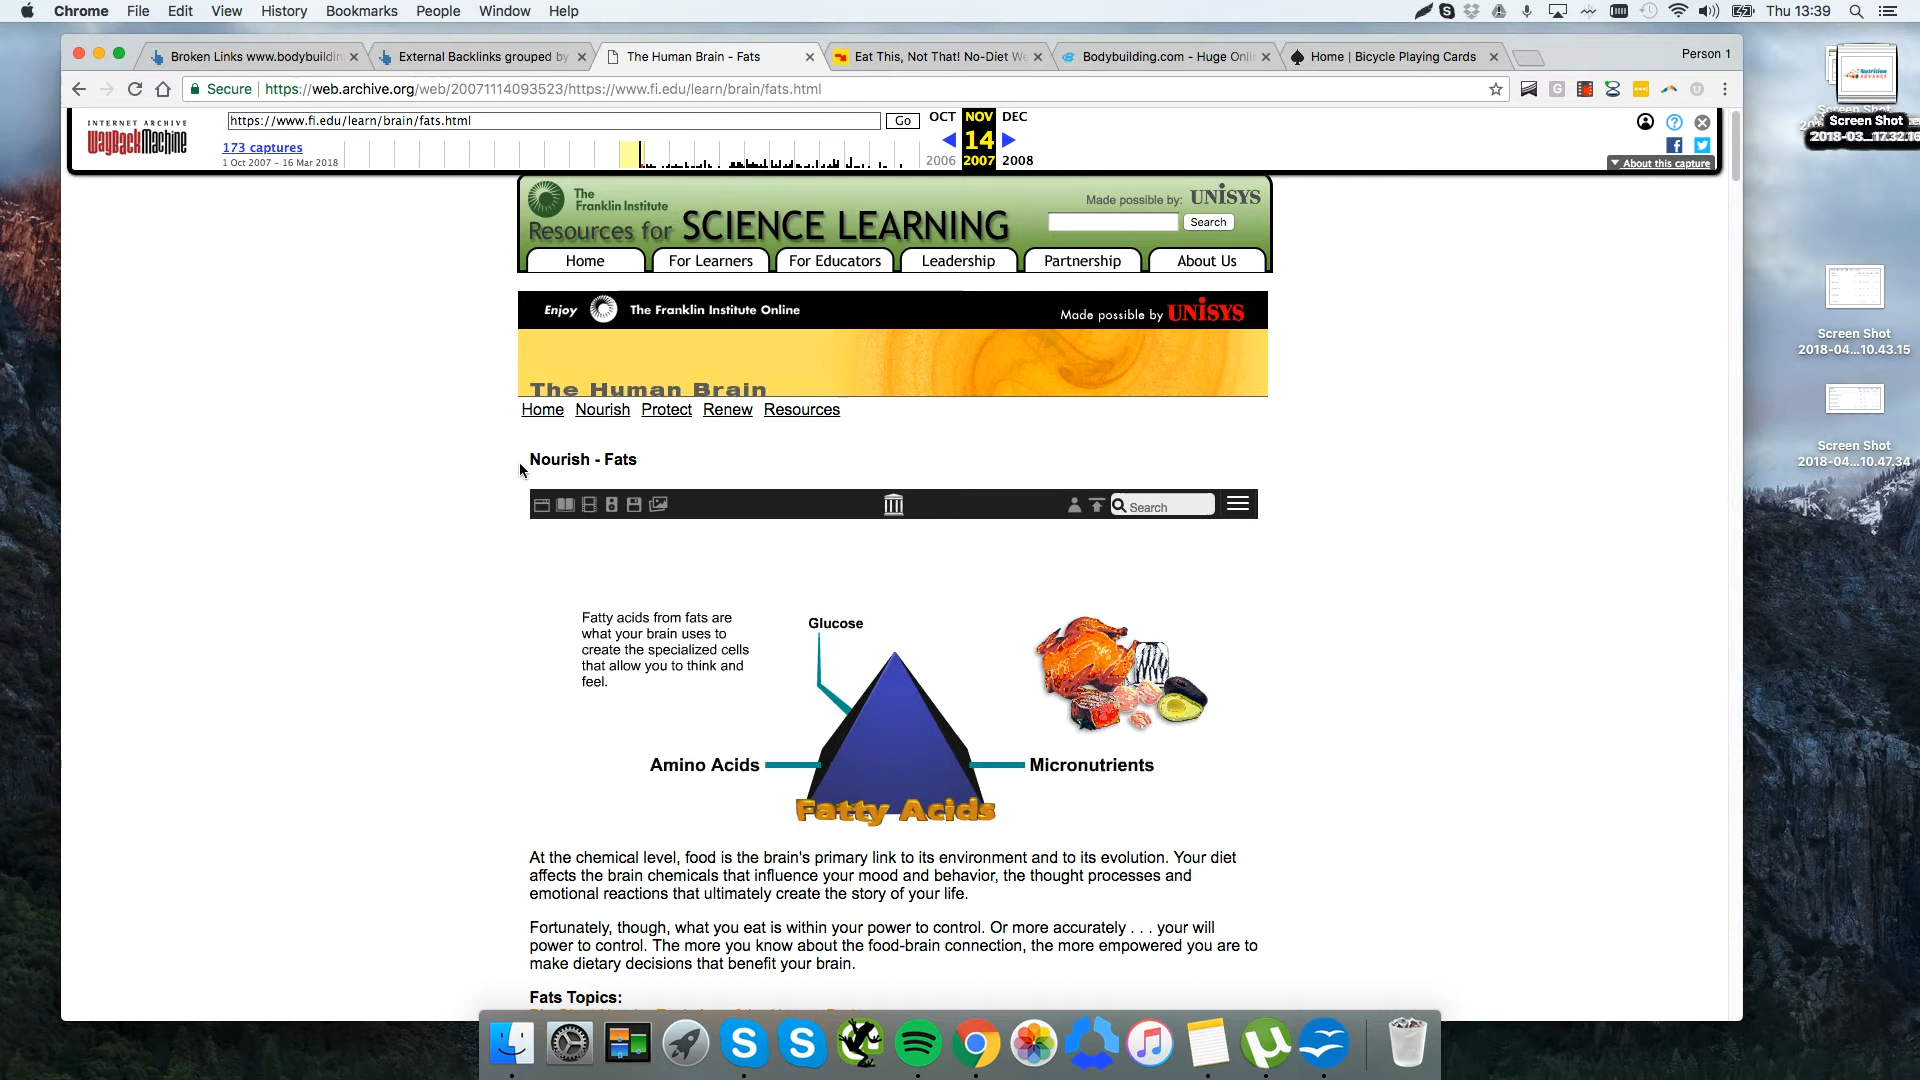 Chrome File Edit View History Bookmarks People Window Help
Thu 13:39
Broken Links www.bodybuildin
External Backlinks grouped by
The Human Brain - Fats
Eat This, Not That! No-Diet We
Bodybuilding.com - Huge Onli
Home | Bicycle Playing Cards
Person 1
Secure
https://web.archive.org/web/20071114093523/https://www.fi.edu/learn/brain/fats.html
INTERNET ARCHIVE
WayBackMachine
https://www.fi.edu/learn/brain/fats.html
Go
173 captures
1 Oct 2007 – 16 Mar 2018
OCT NOV DEC
14
2006 2007 2008
About this capture
The
Franklin Institute
Resources for SCIENCE LEARNING
Made possible by: UNISYS
Search
Home
For Learners
For Educators
Leadership
Partnership
About Us
Enjoy The Franklin Institute Online
Made possible by UNISYS
The Human Brain
Home Nourish Protect Renew Resources
Nourish - Fats
Search
Fatty acids from fats are
what your brain uses to
create the specialized cells
that allow you to think and
feel.
Glucose
Amino Acids
Micronutrients
Fatty Acids
At the chemical level, food is the brain's primary link to its environment and to its evolution. Your diet
affects the brain chemicals that influence your mood and behavior, the thought processes and
emotional reactions that ultimately create the story of your life.
Fortunately, though, what you eat is within your power to control. Or more accurately . . . your will
power to control. The more you know about the food-brain connection, the more empowered you are to
make dietary decisions that benefit your brain.
Fats Topics:
Screen Shot
2018-03...17.32.16
Screen Shot
2018-04...10.43.15
Screen Shot
2018-04...10.47.34